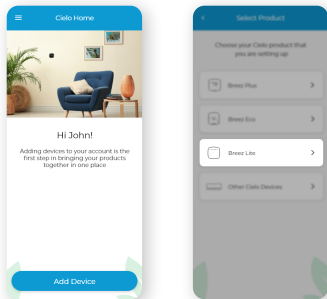 Cielo Home
Hi John!
Adding devices to your account is the
first step in bringing your products
together in one place
Add Device
Select Product
Choose your Cielo product that
you are setting up
Breez Plus
Breez Eco
Breez Lite
Other Cielo Devices